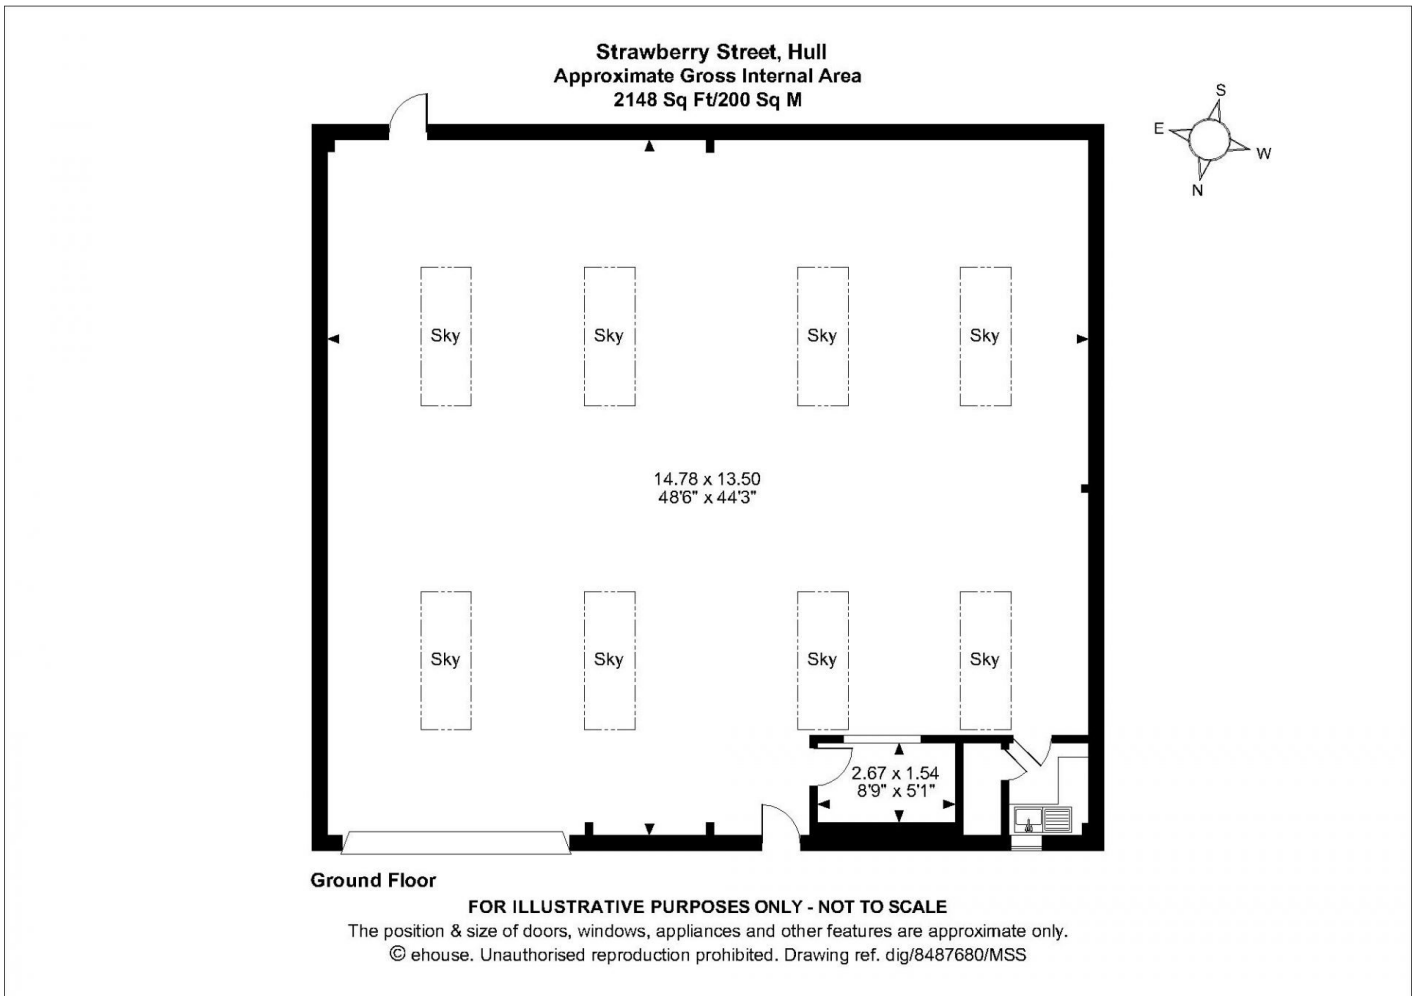 Strawberry Street, Hull
Approximate Gross Internal Area
2148 Sq Ft/200 Sq M
S
E
W
N
Sky Sky Sky Sky
14.78 x 13.50
48'6" x 44'3"
Sky Sky Sky Sky
2.67 x 1.54
8'9" x 5'1"
Ground Floor
FOR ILLUSTRATIVE PURPOSES ONLY - NOT TO SCALE
The position & size of doors, windows, appliances and other features are approximate only.
© ehouse. Unauthorised reproduction prohibited. Drawing ref. dig/8487680/MSS